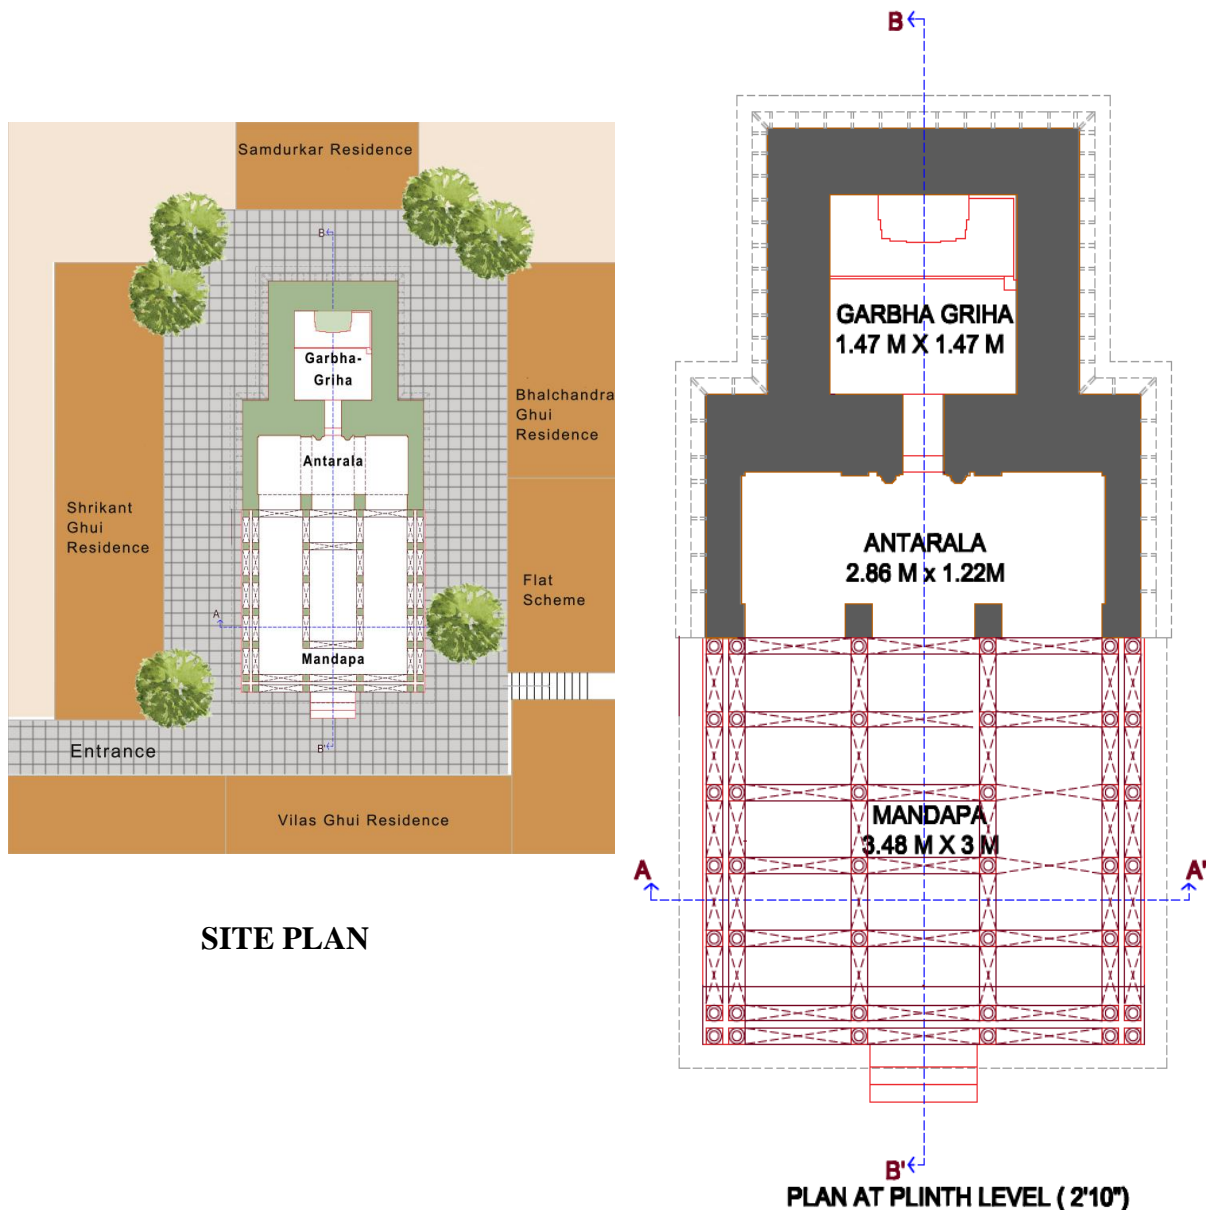 Samdurkar Residence
B
Garbha-
Griha
Bhalchandra
Ghui
Residence
Antarala
Shrikant
Ghui
Residence
Flat
Scheme
A
Mandapa
B'
Entrance
Vilas Ghui Residence
SITE PLAN
B
GARBHA GRIHA
1.47 M X 1.47 M
ANTARALA
2.86 M x 1.22M
MANDAPA
3.48 M X 3 M
A
A'
B'
PLAN AT PLINTH LEVEL ( 2'10")